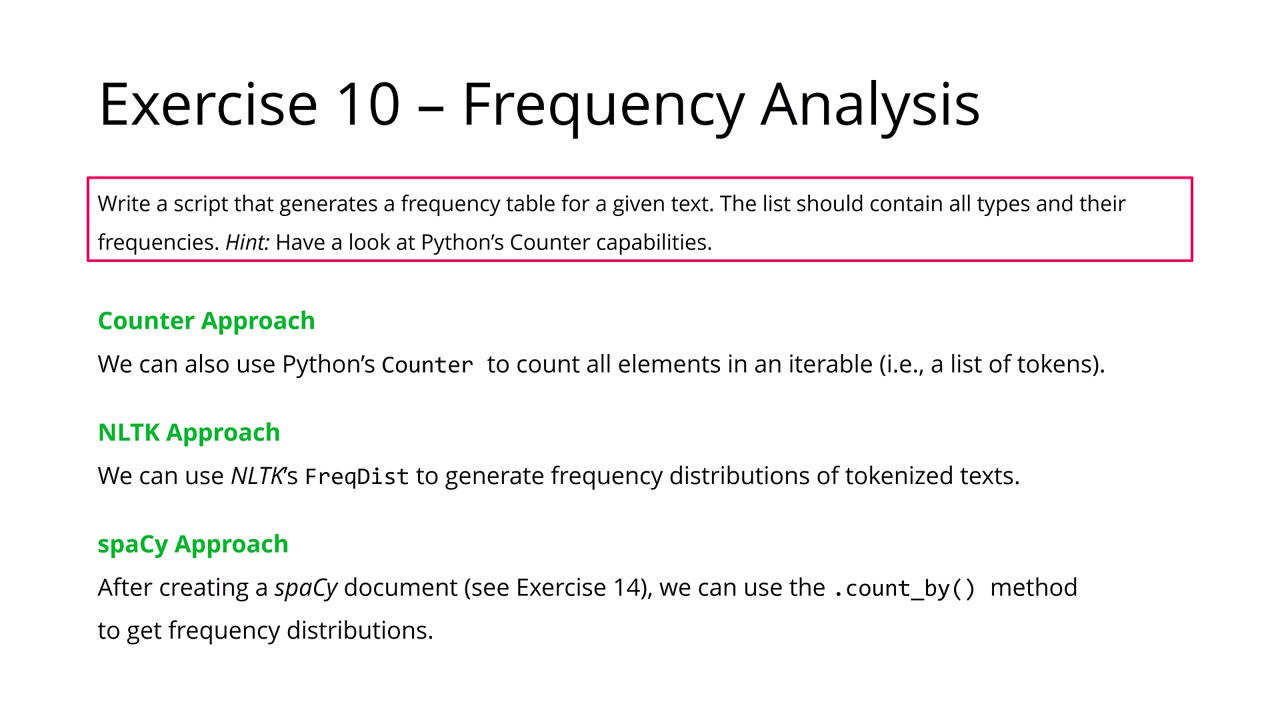 Exercise 10 – Frequency Analysis
Write a script that generates a frequency table for a given text. The list should contain all types and their
frequencies. Hint: Have a look at Python’s Counter capabilities.
Counter Approach
We can also use Python’s Counter to count all elements in an iterable (i.e., a list of tokens).
NLTK Approach
We can use NLTK’s FreqDist to generate frequency distributions of tokenized texts.
spaCy Approach
After creating a spaCy document (see Exercise 14), we can use the .count_by() method
to get frequency distributions.